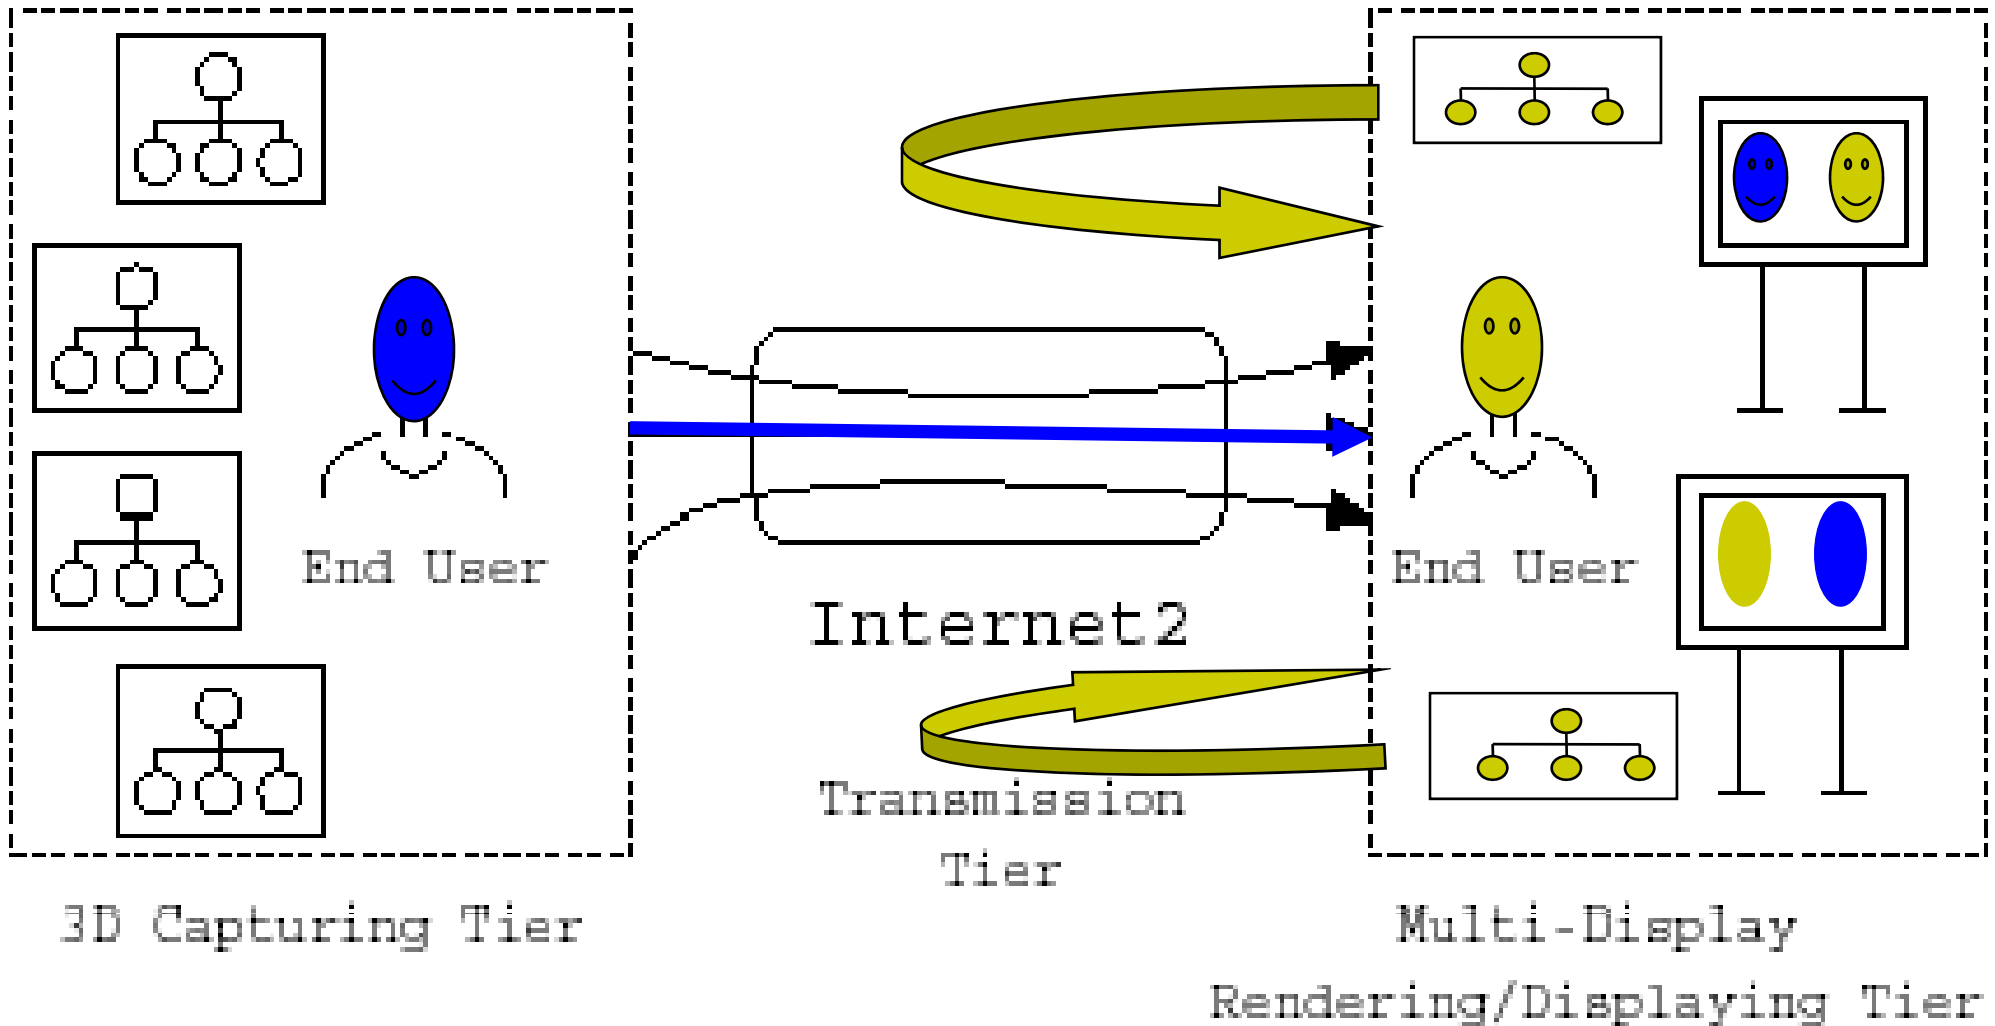 End User
End User
Internet2
Transmission
Tier
3D Capturing Tier
Multi-Display
Rendering/Displaying Tier